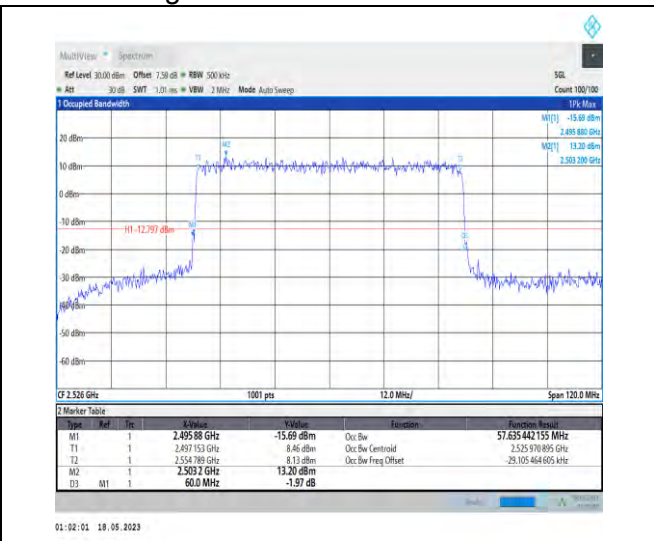 MultiView Spectrum
Ref Level 30.00 dBm Offset 7.59 dB RBW 500 kHz SGL
Att 30 dB SWT 1.01 ms VBW 2 MHz Mode Auto Sweep Count 100/100
1 Occupied Bandwidth 1Pk Max
M1[1] -15.69 dBm
2.495 880 GHz
M2[1] 13.20 dBm
2.503 200 GHz
20 dBm
M2
T1
10 dBm
0 dBm
-10 dBm
H1 -12.797 dBm
-20 dBm
-30 dBm
-50 dBm
-60 dBm
CF 2.526 GHz 1001 pts 12.0 MHz/ Span 120.0 MHz
2 Marker Table
Type Ref Trc X-Value Y-Value Function Function Result
M1 1 2.495 88 GHz -15.69 dBm Occ Bw 57.635 442 155 MHz
T1 1 2.497 153 GHz 8.46 dBm Occ Bw Centroid 2.525 970 895 GHz
T2 1 2.554 789 GHz 8.13 dBm Occ Bw Freq Offset -29.105 464 605 kHz
M2 1 2.503 2 GHz 13.20 dBm
D3 M1 1 60.0 MHz -1.97 dB
01:02:01 18.05.2023